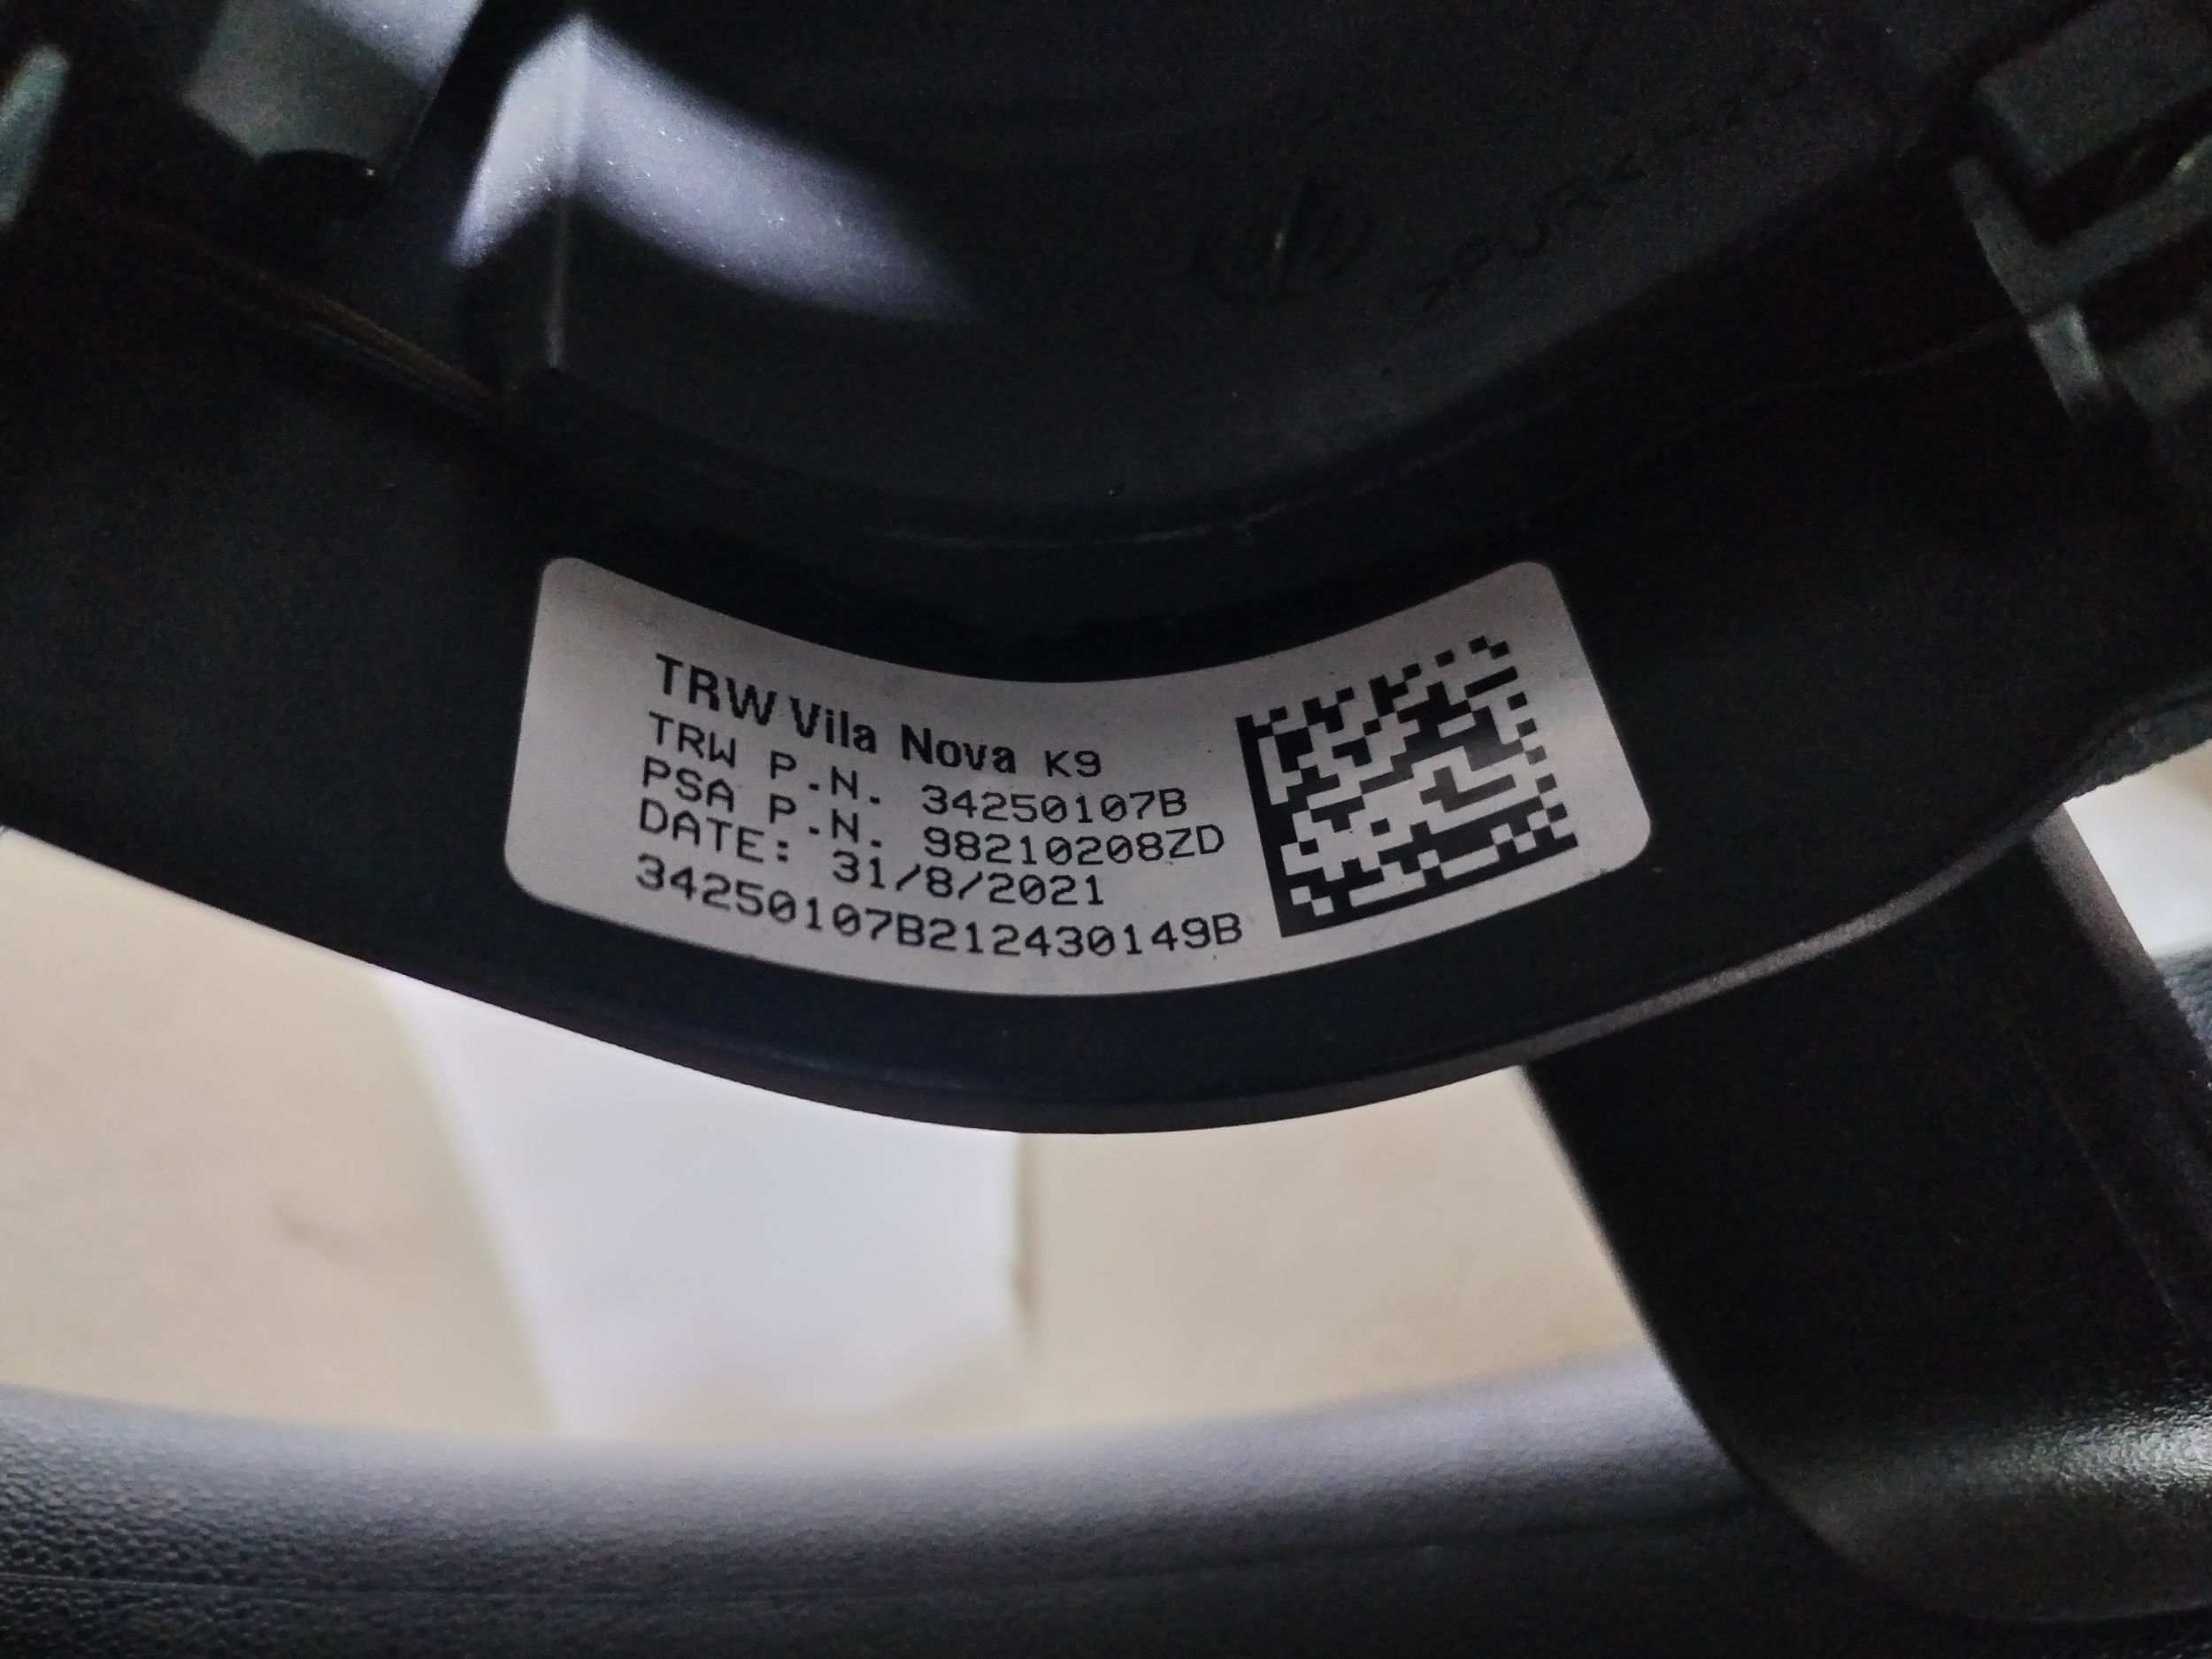 TRW Vila Nova K9
TRW P.N. 34250107B
PSA P.N. 98210208ZD
DATE: 31/8/2021
34250107B212430149B